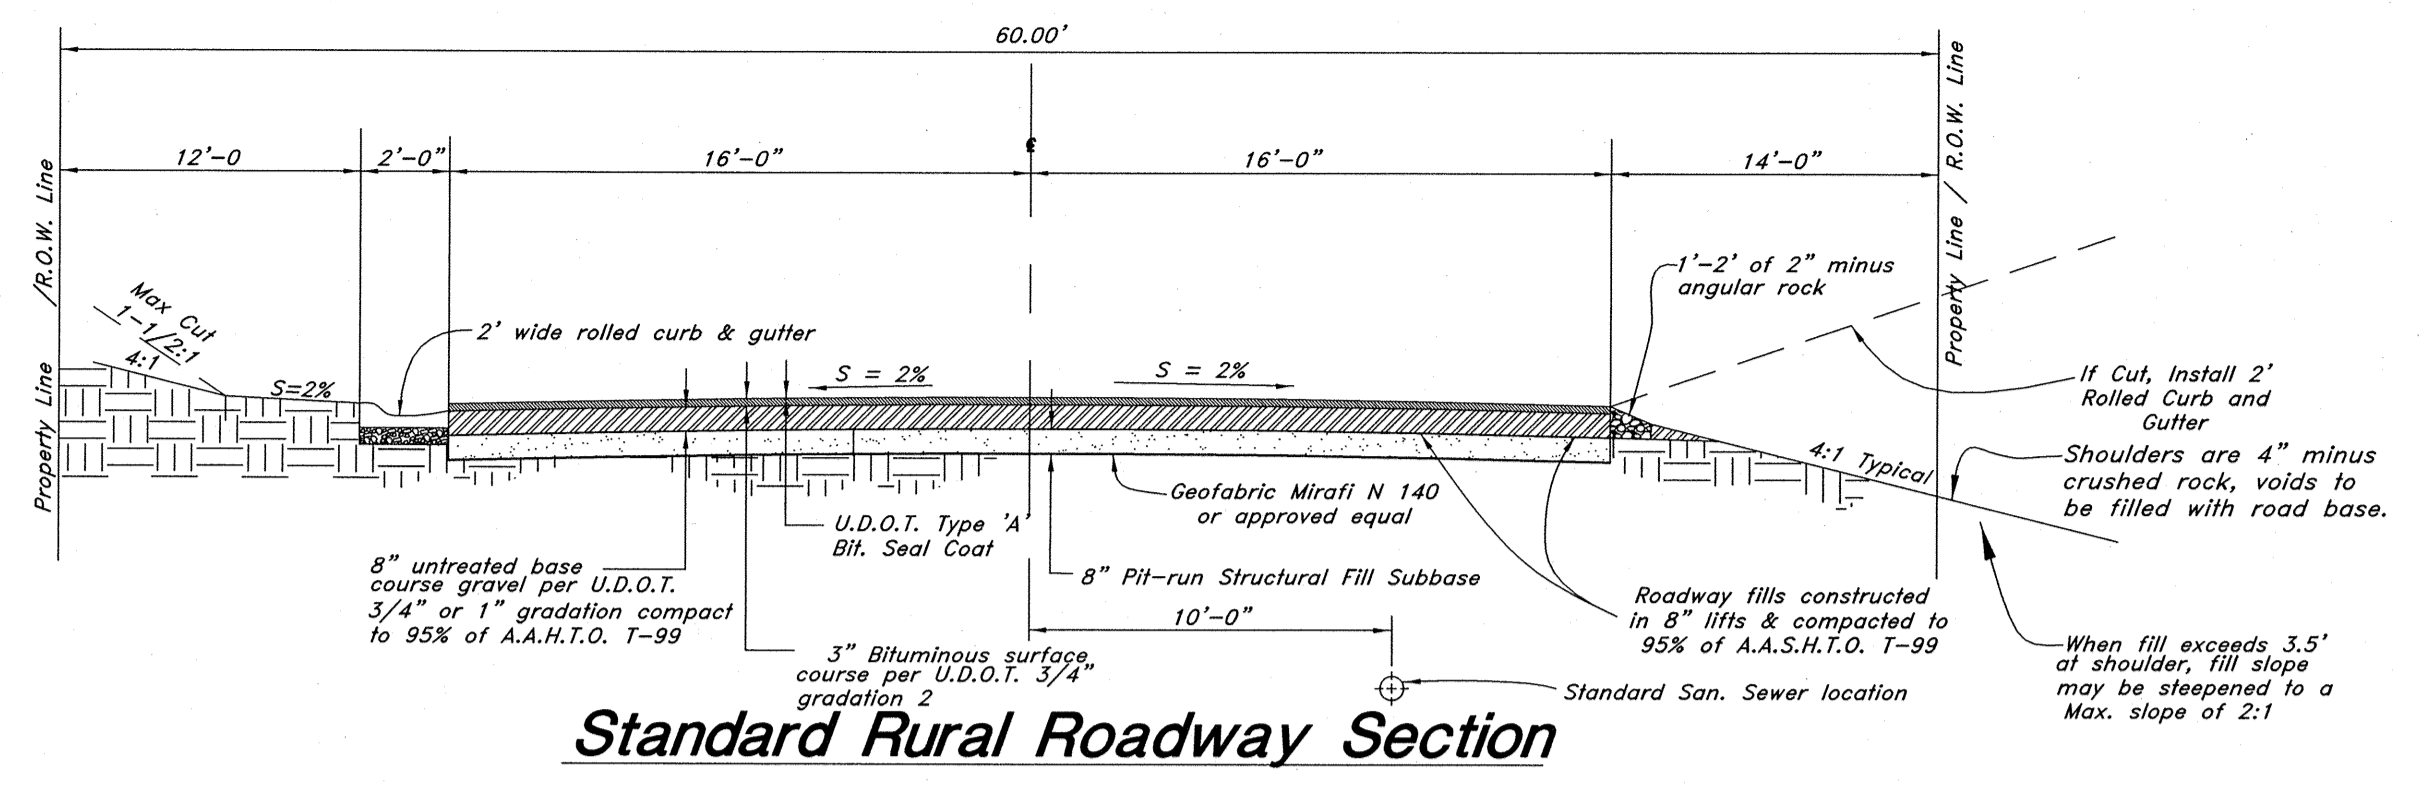 60.00'
12'-0
2'-0"
16'-0"
16'-0"
14'-0"
Property Line
/R.O.W. Line
Property Line / R.O.W. Line
Max Cut
1-1/2:1
4:1
S=2%
2' wide rolled curb & gutter
S = 2%
S = 2%
1'-2' of 2" minus
angular rock
If Cut, Install 2'
Rolled Curb and
Gutter
4:1 Typical
Shoulders are 4" minus
crushed rock, voids to
be filled with road base.
Geofabric Mirafi N 140
or approved equal
U.D.O.T. Type 'A'
Bit. Seal Coat
8" untreated base
course gravel per U.D.O.T.
3/4" or 1" gradation compact
to 95% of A.A.H.T.O. T-99
8" Pit-run Structural Fill Subbase
10'-0"
Roadway fills constructed
in 8" lifts & compacted to
95% of A.A.S.H.T.O. T-99
3" Bituminous surface
course per U.D.O.T. 3/4"
gradation 2
Standard San. Sewer location
When fill exceeds 3.5'
at shoulder, fill slope
may be steepened to a
Max. slope of 2:1
Standard Rural Roadway Section